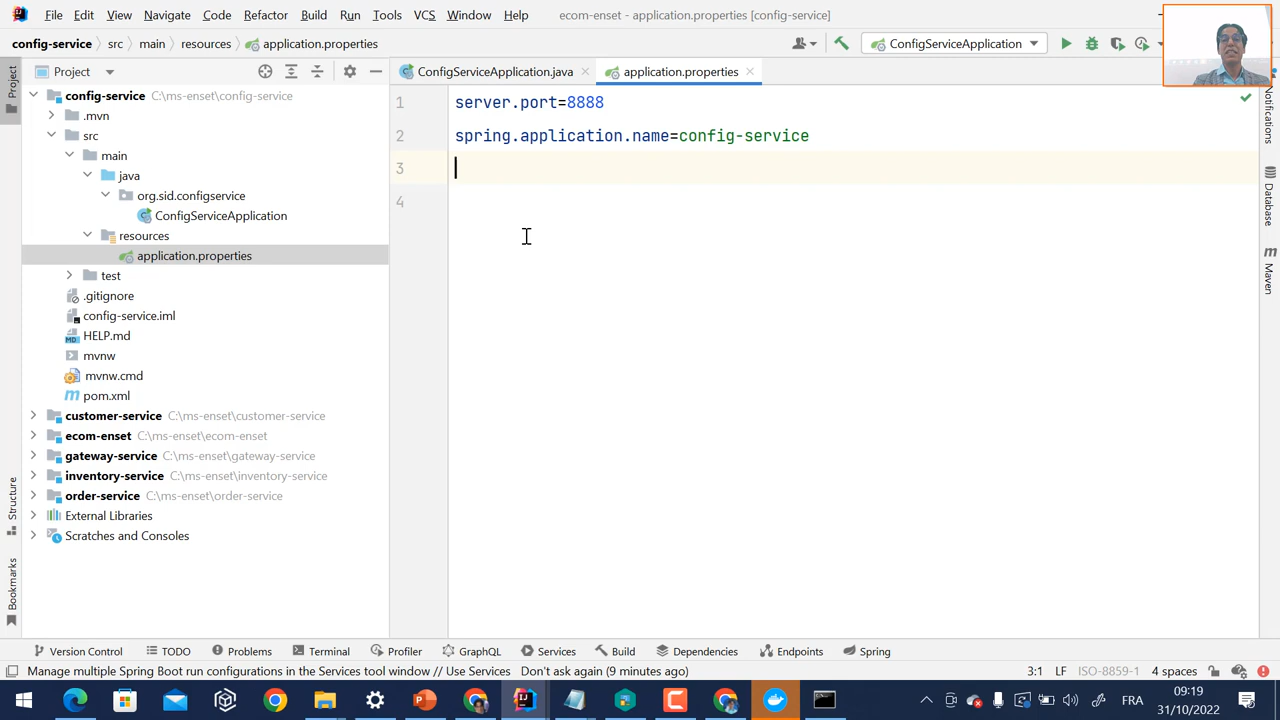 File Edit View Navigate Code Refactor Build Run Tools VCS Window Help ecom-enset - application.properties [config-service]
config-service src main resources application.properties ConfigServiceApplication
Project ConfigServiceApplication.java application.properties
Project
config-service C:\ms-enset\config-service
.mvn
src
main
java
org.sid.configservice
ConfigServiceApplication
resources
application.properties
test
.gitignore
config-service.iml
HELP.md
mvnw
mvnw.cmd
pom.xml
customer-service C:\ms-enset\customer-service
ecom-enset C:\ms-enset\ecom-enset
gateway-service C:\ms-enset\gateway-service
inventory-service C:\ms-enset\inventory-service
order-service C:\ms-enset\order-service
External Libraries
Scratches and Consoles
Structure
Bookmarks
1 server.port=8888
2 spring.application.name=config-service
3
4
Notifications
Database
Maven
Version Control TODO Problems Terminal Profiler GraphQL Services Build Dependencies Endpoints Spring
Manage multiple Spring Boot run configurations in the Services tool window // Use Services Don't ask again (9 minutes ago) 3:1 LF ISO-8859-1 4 spaces
FRA 09:19
31/10/2022